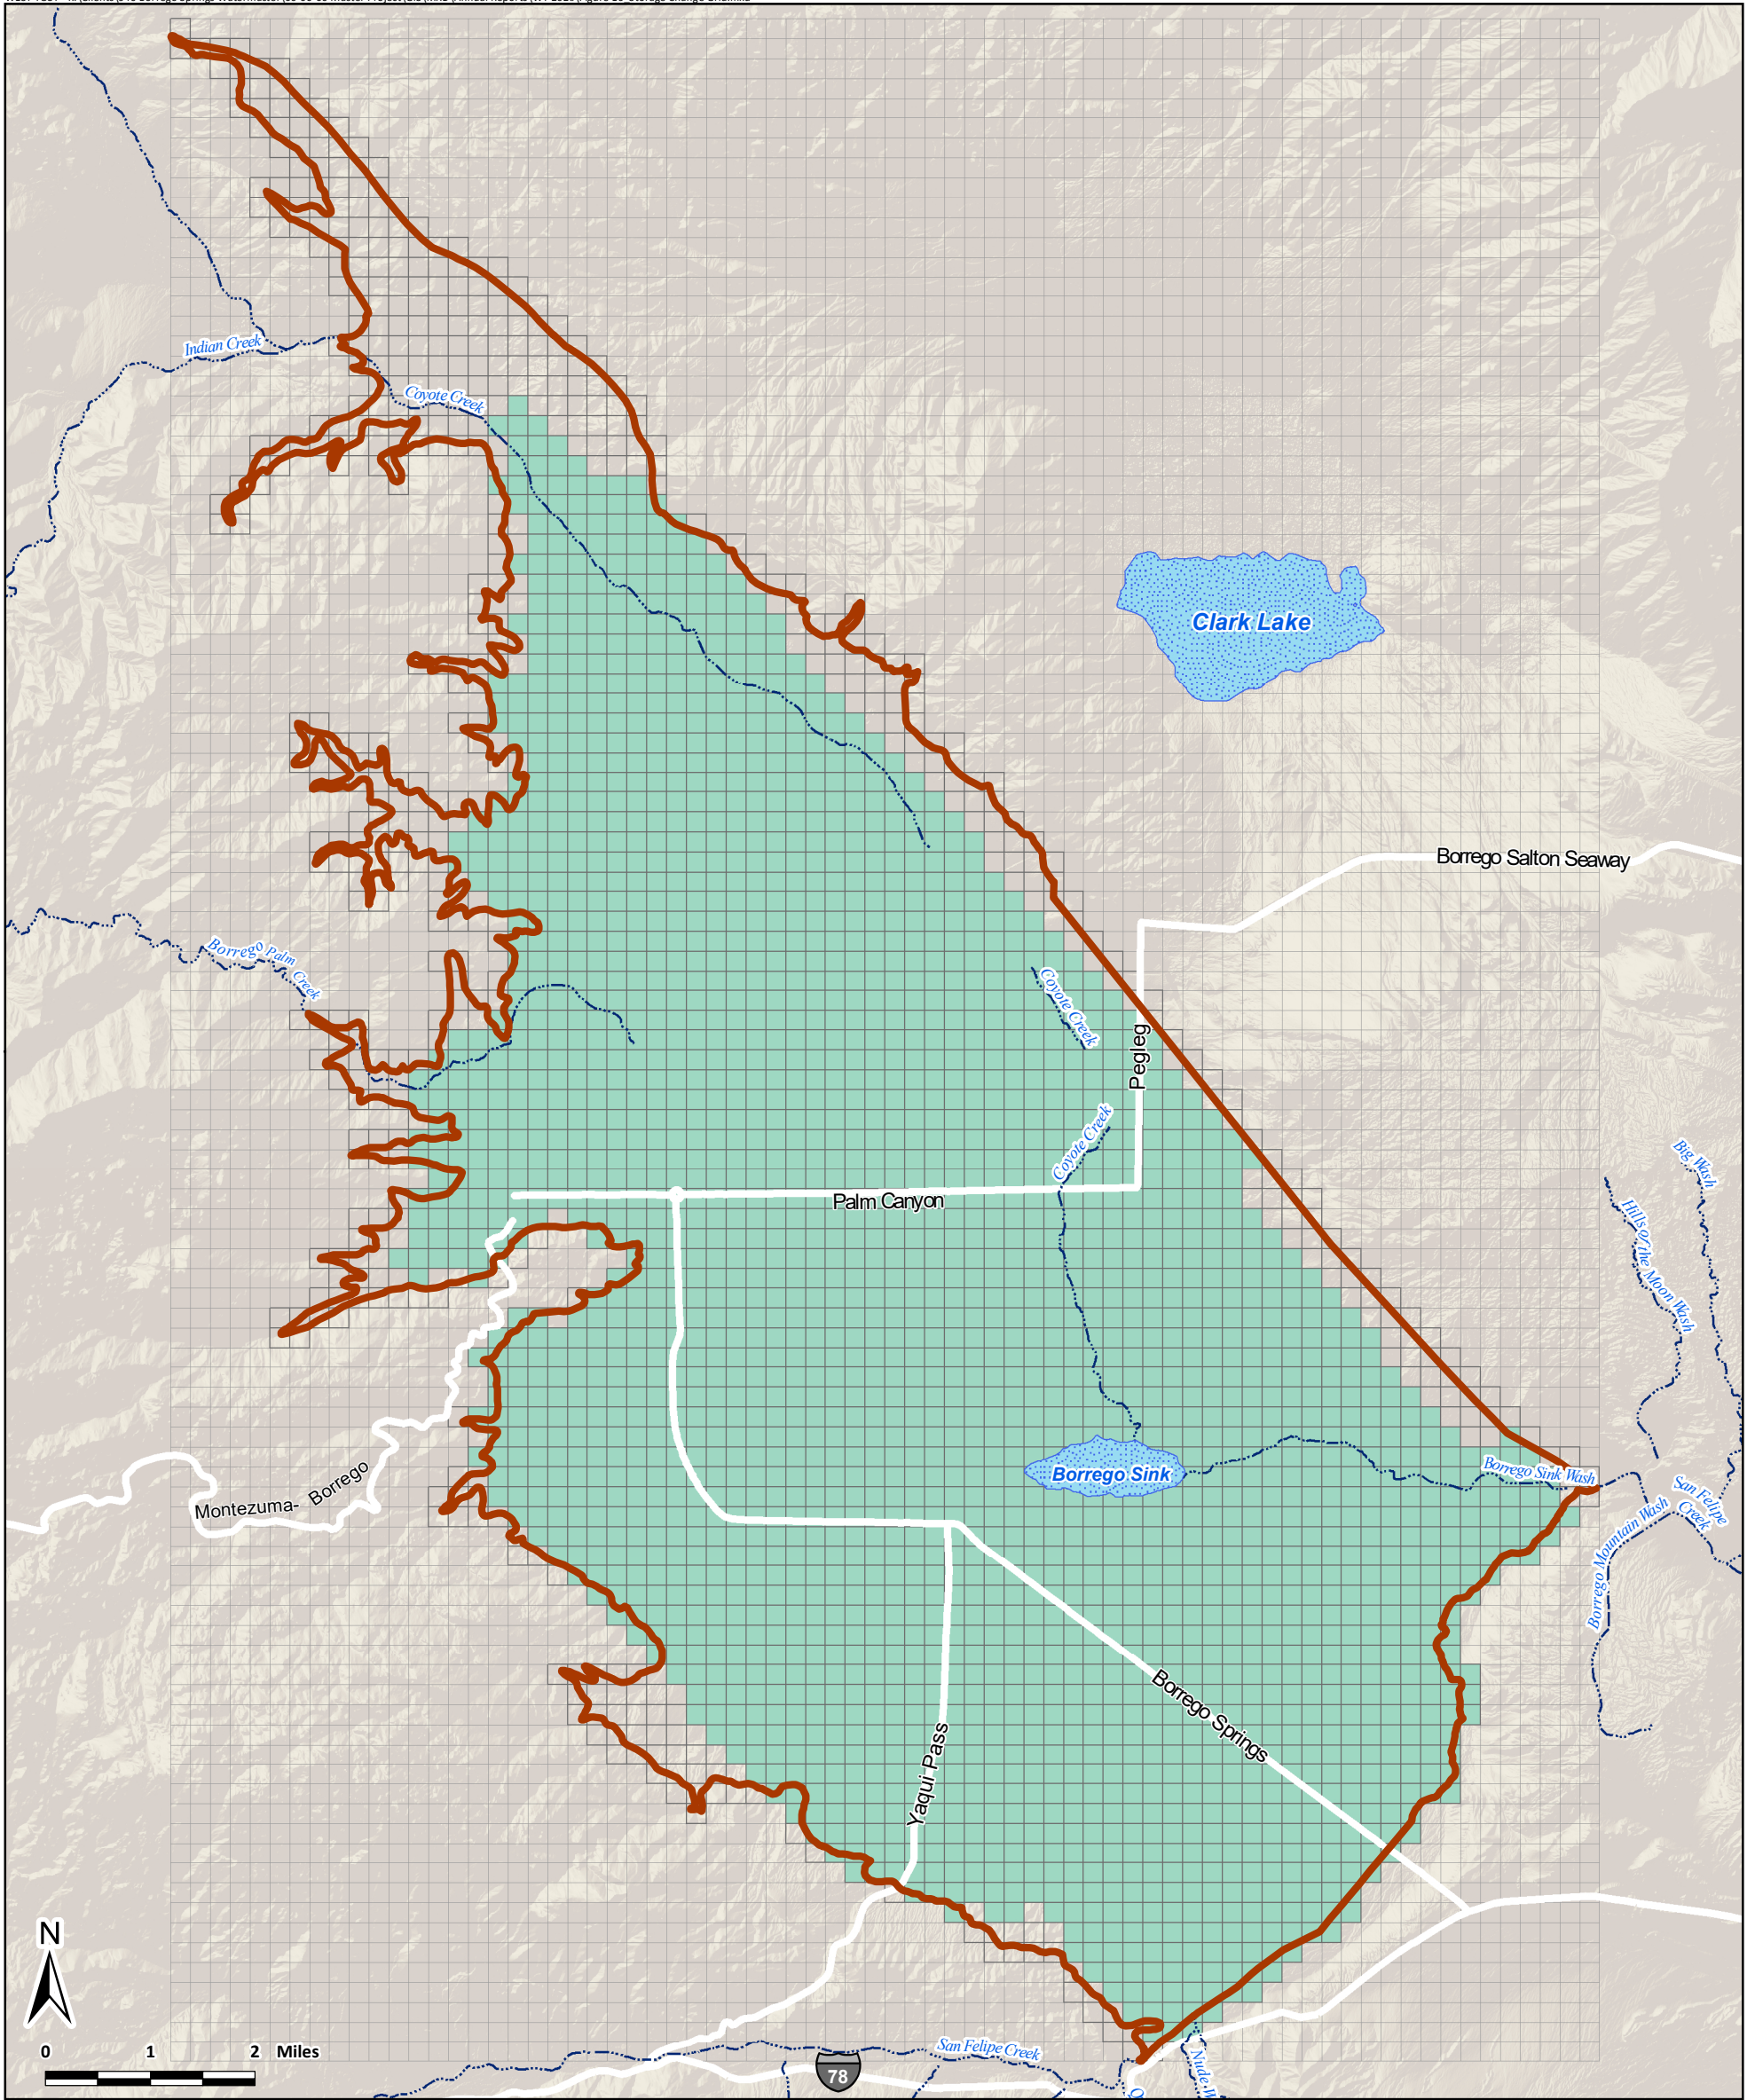 Indian Creek
Coyote Creek
Clark Lake
Borrego Salton Seaway
Borrego Palm
Creek
Coyote Creek
Pegleg
Coyote Creek
Palm Canyon
Big Wash
Hills of the Moon Wash
Borrego Sink
Borrego Sink Wash
San Felipe
Creek
Montezuma- Borrego
Borrego Mountain Wash
Borrego Springs
Yaqui Pass
N
0 1 2 Miles
San Felipe Creek
78
Nude